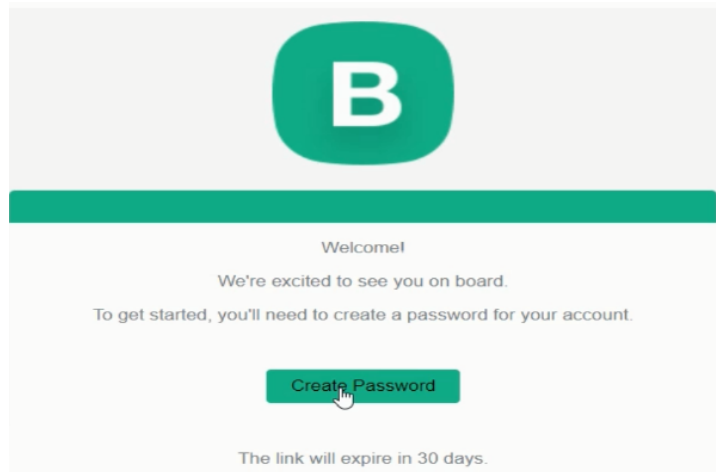 B
Welcome!
We're excited to see you on board.
To get started, you'll need to create a password for your account.
Create Password
The link will expire in 30 days.